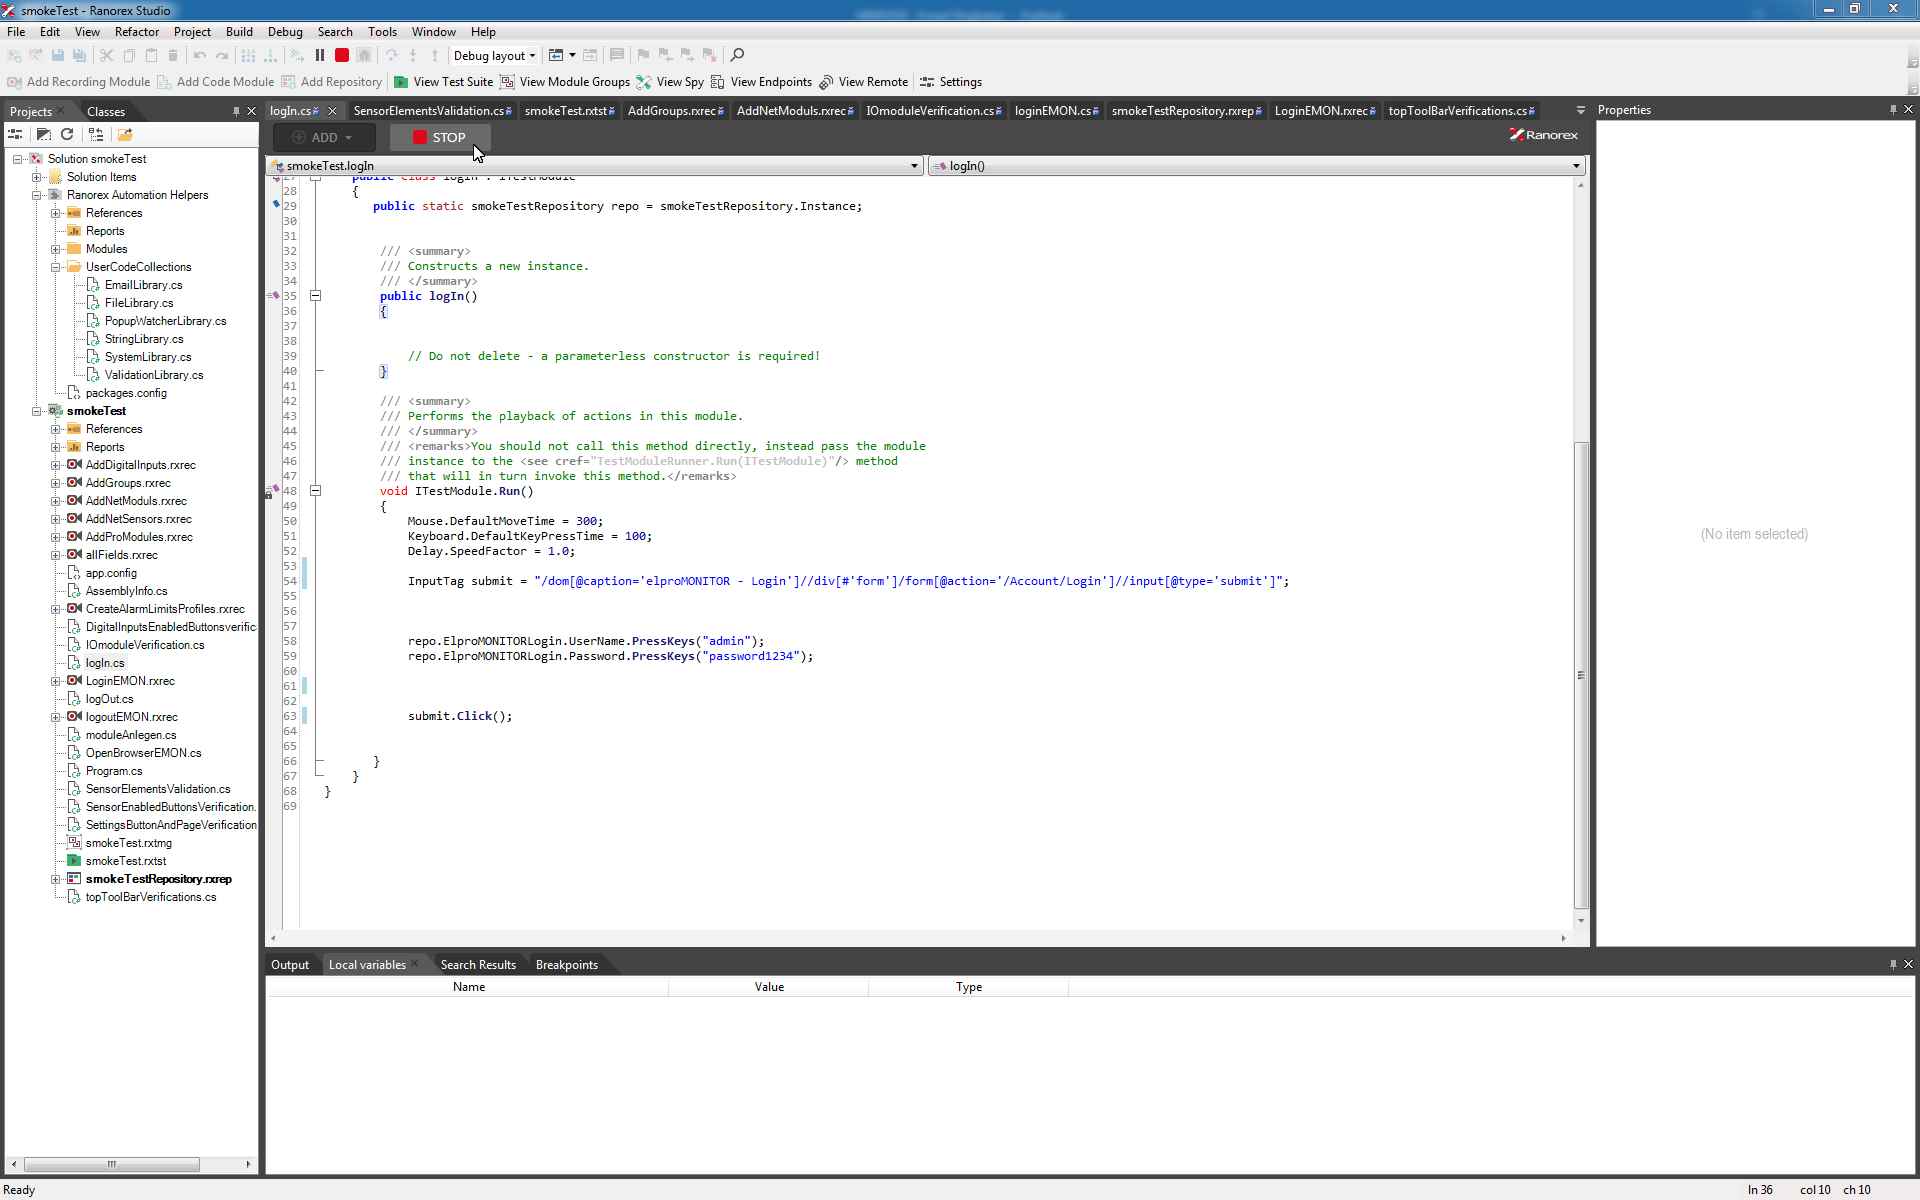 smokeTest - Ranorex Studio
File Edit View Refactor Project Build Debug Search Tools Window Help
Debug layout
Add Recording Module Add Code Module Add Repository View Test Suite View Module Groups View Spy View Endpoints View Remote Settings
Projects Classes
logIn.cs SensorElementsValidation.cs smokeTest.rxtst AddGroups.rxrec AddNetModuls.rxrec IOmoduleVerification.cs loginEMON.cs smokeTestRepository.rxrep LoginEMON.rxrec topToolBarVerifications.cs
Properties
ADD STOP
Ranorex
smokeTest.logIn
logIn()
Solution smokeTest
Solution Items
Ranorex Automation Helpers
References
Reports
Modules
UserCodeCollections
EmailLibrary.cs
FileLibrary.cs
PopupWatcherLibrary.cs
StringLibrary.cs
SystemLibrary.cs
ValidationLibrary.cs
packages.config
smokeTest
References
Reports
AddDigitalInputs.rxrec
AddGroups.rxrec
AddNetModuls.rxrec
AddNetSensors.rxrec
AddProModules.rxrec
allFields.rxrec
app.config
AssemblyInfo.cs
CreateAlarmLimitsProfiles.rxrec
DigitalInputsEnabledButtonsverific
IOmoduleVerification.cs
logIn.cs
LoginEMON.rxrec
logOut.cs
logoutEMON.rxrec
moduleAnlegen.cs
OpenBrowserEMON.cs
Program.cs
SensorElementsValidation.cs
SensorEnabledButtonsVerification.
SettingsButtonAndPageVerification
smokeTest.rxtmg
smokeTest.rxtst
smokeTestRepository.rxrep
topToolBarVerifications.cs
27 public class logIn : ITestModule
28 {
29 public static smokeTestRepository repo = smokeTestRepository.Instance;
30
31
32 /// <summary>
33 /// Constructs a new instance.
34 /// </summary>
35 public logIn()
36 {
37
38
39 // Do not delete - a parameterless constructor is required!
40 }
41
42 /// <summary>
43 /// Performs the playback of actions in this module.
44 /// </summary>
45 /// <remarks>You should not call this method directly, instead pass the module
46 /// instance to the <see cref="TestModuleRunner.Run(ITestModule)"/> method
47 /// that will in turn invoke this method.</remarks>
48 void ITestModule.Run()
49 {
50 Mouse.DefaultMoveTime = 300;
51 Keyboard.DefaultKeyPressTime = 100;
52 Delay.SpeedFactor = 1.0;
53
54 InputTag submit = "/dom[@caption='elproMONITOR - Login']//div[#'form']/form[@action='/Account/Login']//input[@type='submit']";
55
56
57
58 repo.ElproMONITORLogin.UserName.PressKeys("admin");
59 repo.ElproMONITORLogin.Password.PressKeys("password1234");
60
61
62
63 submit.Click();
64
65
66 }
67 }
68 }
69
(No item selected)
Output Local variables Search Results Breakpoints
Name Value Type
Ready
ln 36 col 10 ch 10